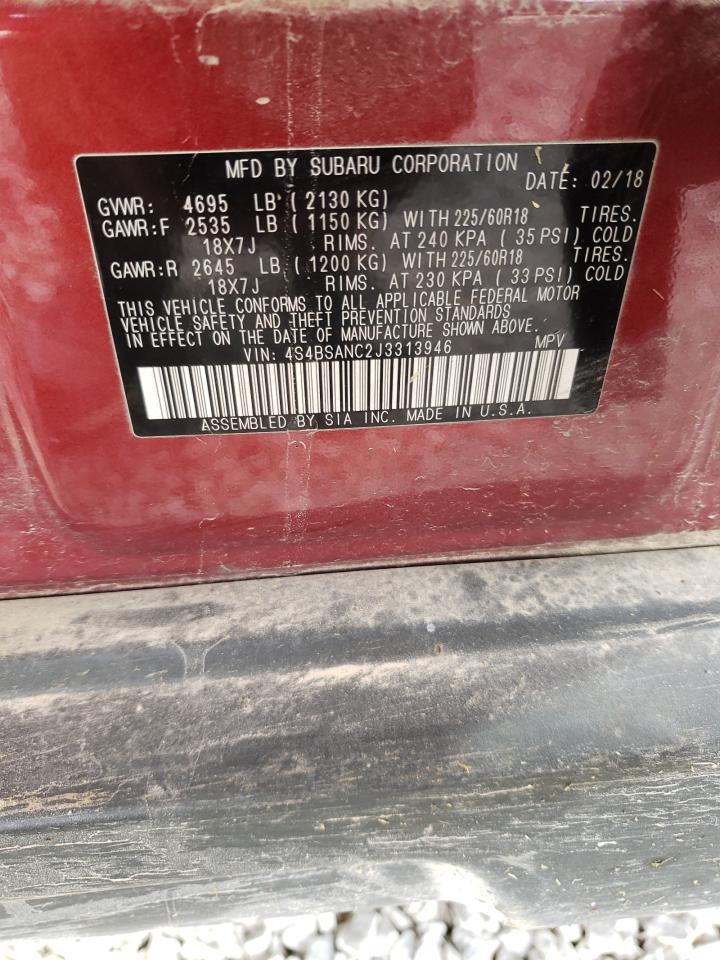 MFD BY SUBARU CORPORATION DATE: 02/18
GVWR: 4695 LB ( 2130 KG)
GAWR:F 2535 LB ( 1150 KG) WITH 225/60R18 TIRES.
18X7J RIMS. AT 240 KPA ( 35 PSI) COLD
GAWR:R 2645 LB ( 1200 KG) WITH 225/60R18 TIRES.
18X7J RIMS. AT 230 KPA ( 33 PSI) COLD
THIS VEHICLE CONFORMS TO ALL APPLICABLE FEDERAL MOTOR
VEHICLE SAFETY AND THEFT PREVENTION STANDARDS
IN EFFECT ON THE DATE OF MANUFACTURE SHOWN ABOVE.
VIN: 4S4BSANC2J3313946 MPV
ASSEMBLED BY SIA INC. MADE IN U.S.A.